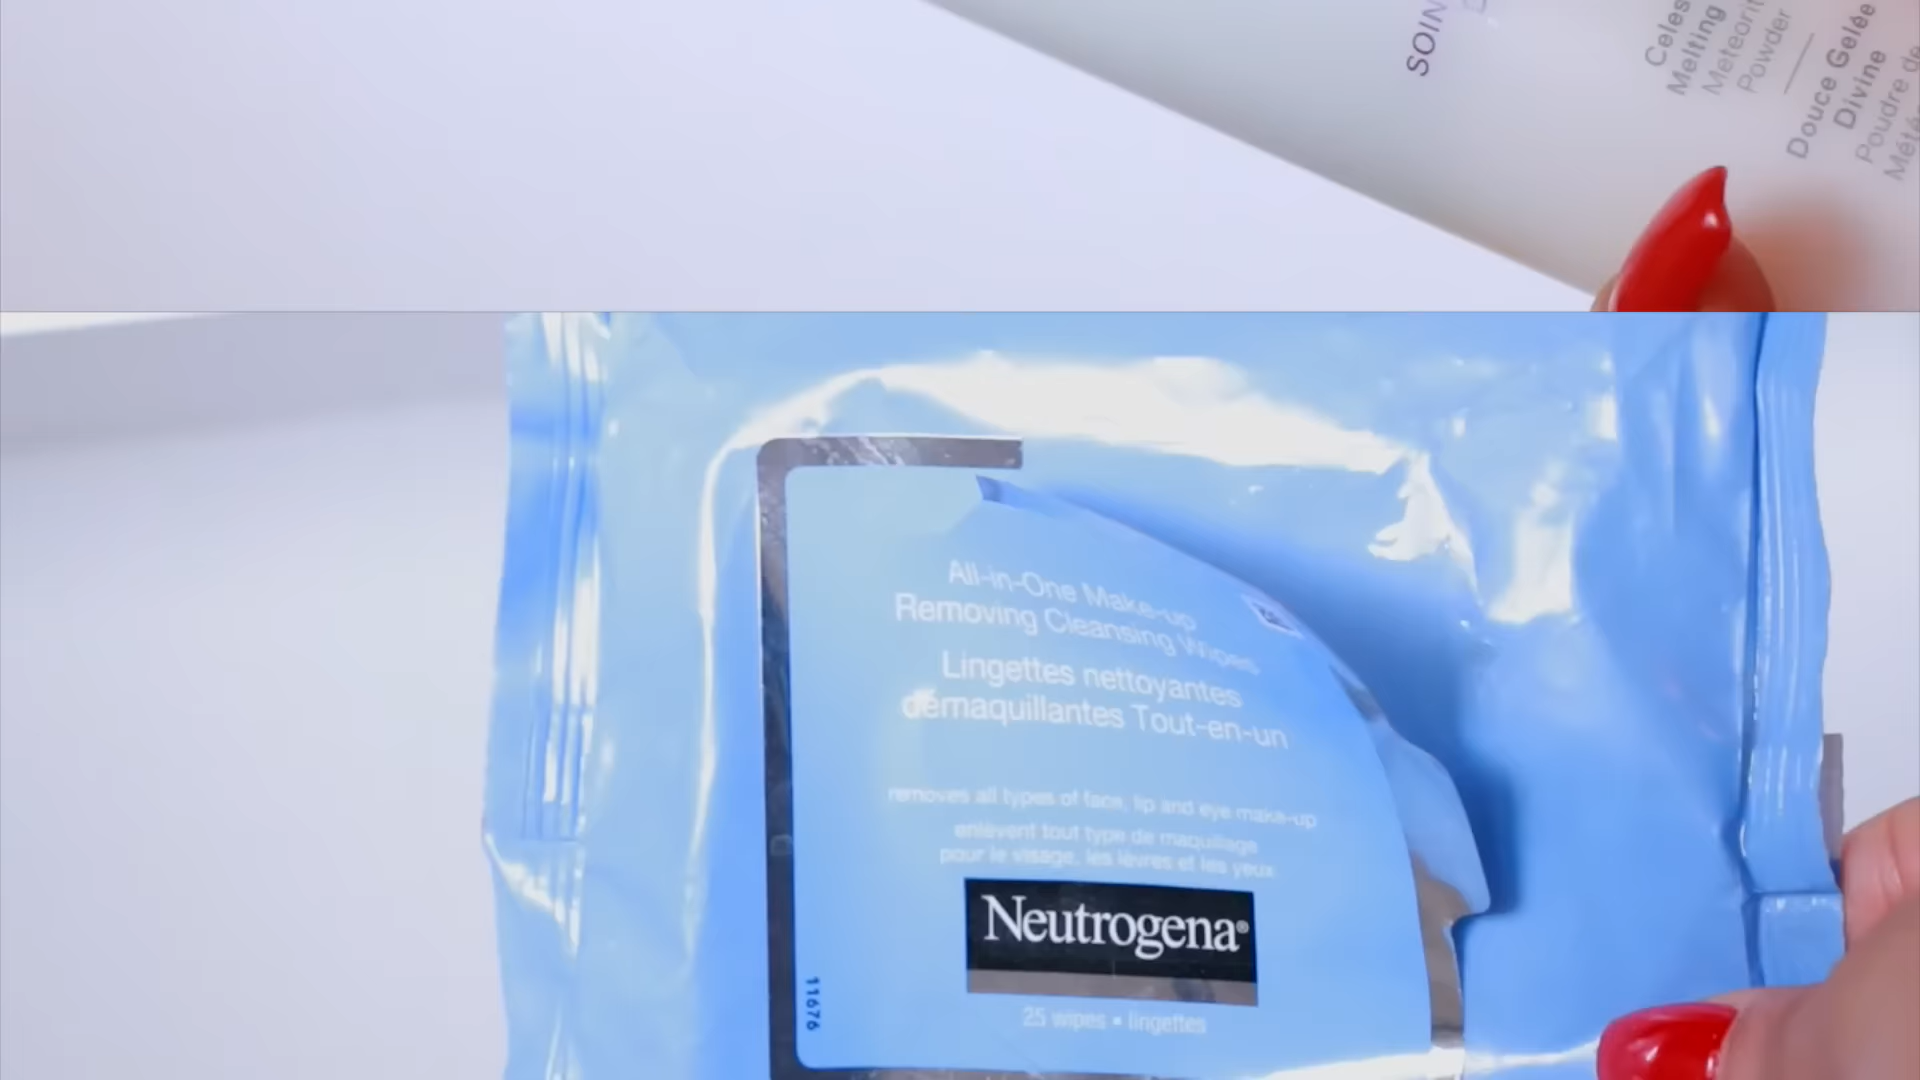 SOIN
Celes
Melting
Meteorit
Powder
Douce Gelée
Divine
Poudre de
Mété
All-in-One Make-up
Removing Cleansing Wipes
Lingettes nettoyantes
démaquillantes Tout-en-un
removes all types of face, lip and eye make-up
enlèvent tout type de maquillage
pour le visage, les lèvres et les yeux
Neutrogena®
25 wipes • lingettes
11676